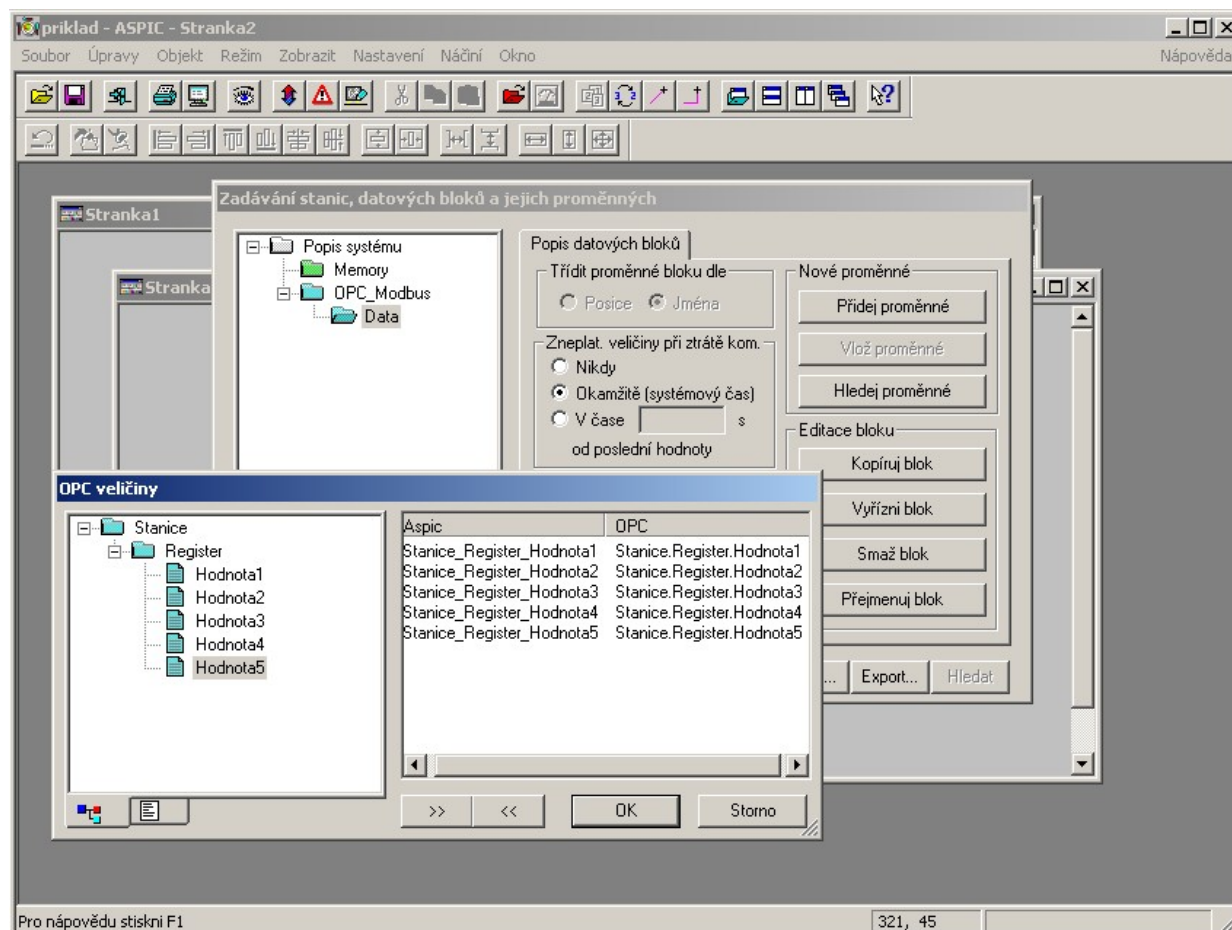 priklad - ASPIC - Stranka2
Soubor Úpravy Objekt Režim Zobrazit Nastavení Náčiní Okno Nápověda
Stranka1
Zadávání stanic, datových bloků a jejich proměnných
Popis systému
Memory
OPC_Modbus
Data
Popis datových bloků
Třídit proměnné bloku dle
Posice Jména
Zneplat. veličiny při ztrátě kom.
Nikdy
Okamžitě (systémový čas)
V čase s
od poslední hodnoty
Nové proměnné
Přidej proměnné
Vlož proměnné
Hledej proměnné
Editace bloku
Kopíruj blok
Vyřízni blok
Smaž blok
Přejmenuj blok
... Export... Hledat
Stranka
OPC veličiny
Stanice
Register
Hodnota1
Hodnota2
Hodnota3
Hodnota4
Hodnota5
Aspic OPC
Stanice_Register_Hodnota1 Stanice.Register.Hodnota1
Stanice_Register_Hodnota2 Stanice.Register.Hodnota2
Stanice_Register_Hodnota3 Stanice.Register.Hodnota3
Stanice_Register_Hodnota4 Stanice.Register.Hodnota4
Stanice_Register_Hodnota5 Stanice.Register.Hodnota5
>> << OK Storno
Pro nápovědu stiskni F1
321, 45